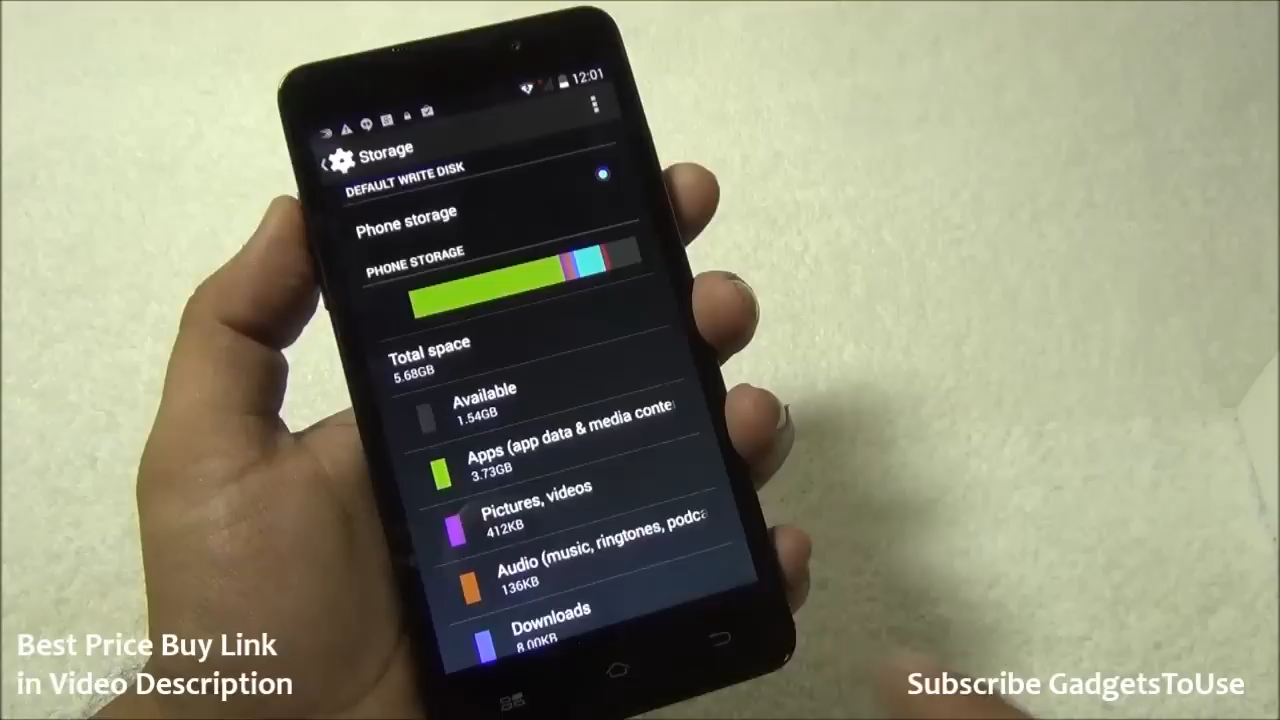 12:01
Storage
DEFAULT WRITE DISK
Phone storage
PHONE STORAGE
Total space
5.68GB
Available
1.54GB
Apps (app data & media conte
3.73GB
Pictures, videos
412KB
Audio (music, ringtones, podca
136KB
Downloads
8.00KB
Best Price Buy Link
in Video Description
Subscribe GadgetsToUse